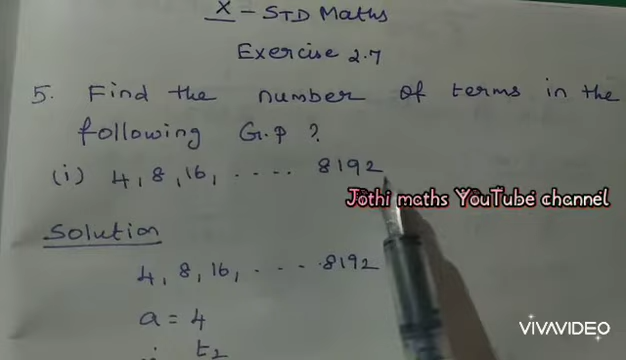 X - STD Maths
Exercise 2.7
5. Find the number of terms in the
following G.P ?
(i) 4, 8, 16, .... 8192
Jothi maths YouTube channel
Solution
4, 8, 16, .... 8192
a = 4
t2
VIVAVIDEO